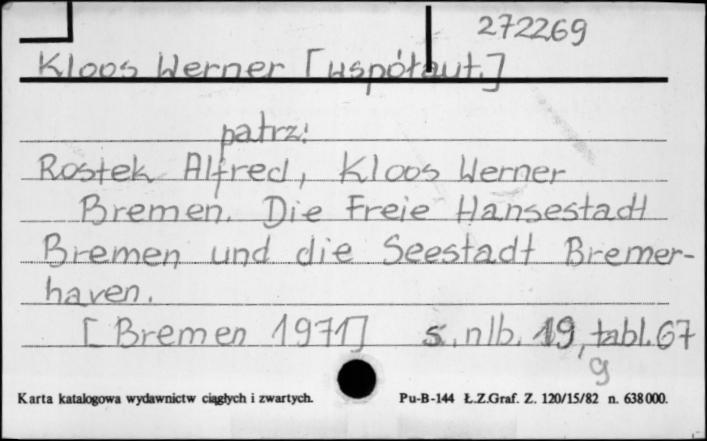 272269
Kloos Werner [współaut.]
patrz:
Rostek Alfred, Kloos Werner
Bremen. Die Freie Hansestadt
Bremen und die Seestadt Bremer-
haven.
[Bremen 1971] s. nlb. 19, tabl. 67
g
Karta katalogowa wydawnictw ciągłych i zwartych. Pu-B-144 Ł.Z.Graf. Z. 120/15/82 n. 638000.